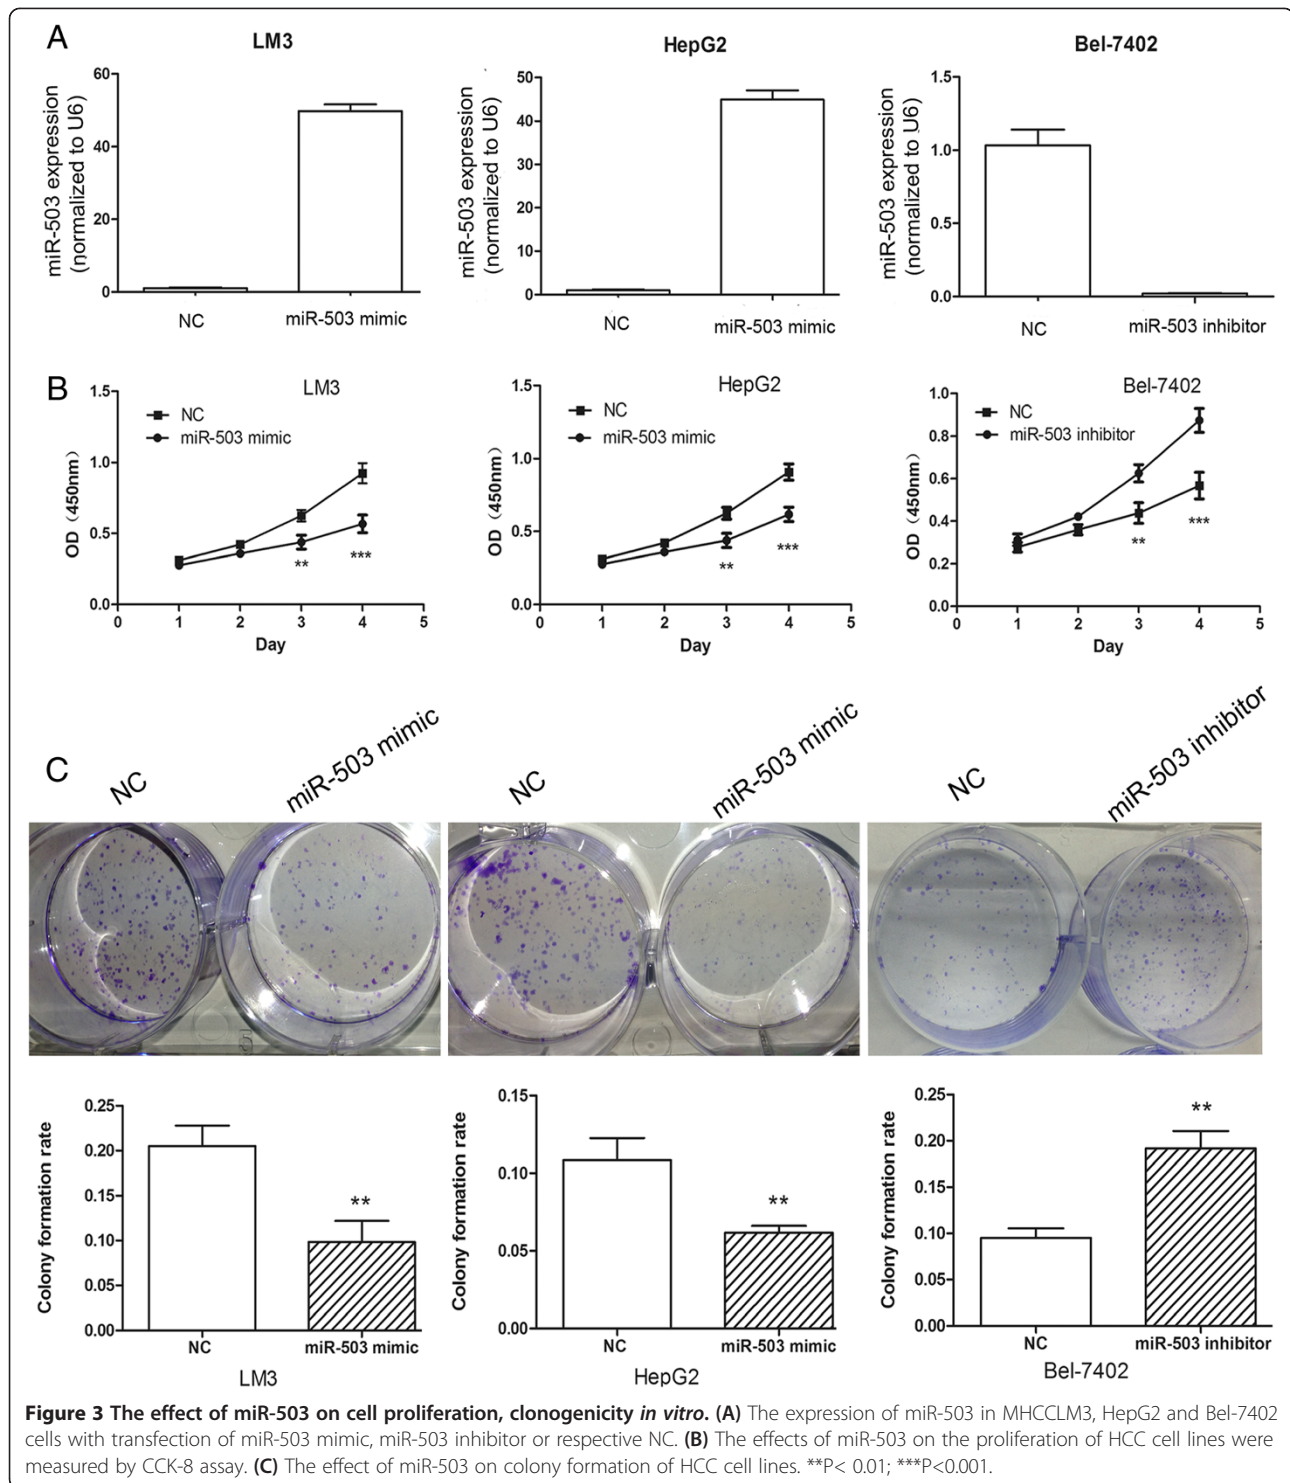 A
LM3
HepG2
Bel-7402
miR-503 expression
(normalized to U6)
60
40
20
0
NC
miR-503 mimic
miR-503 expression
(normalized to U6)
50
40
30
20
10
0
NC
miR-503 mimic
miR-503 expression
(normalized to U6)
1.5
1.0
0.5
0.0
NC
miR-503 inhibitor
B
LM3
NC
miR-503 mimic
OD (450nm)
1.5
1.0
0.5
0.0
** ***
0 1 2 3 4 5
Day
HepG2
NC
miR-503 mimic
OD (450nm)
1.5
1.0
0.5
0.0
** ***
0 1 2 3 4 5
Day
Bel-7402
NC
miR-503 inhibitor
OD (450nm)
1.0
0.8
0.6
0.4
0.2
0.0
** ***
0 1 2 3 4 5
Day
C
NC
miR-503 mimic
NC
miR-503 mimic
NC
miR-503 inhibitor
Colony formation rate
0.25
0.20
0.15
0.10
0.05
0.00
**
NC
miR-503 mimic
LM3
Colony formation rate
0.15
0.10
0.05
0.00
**
NC
miR-503 mimic
HepG2
Colony formation rate
0.25
0.20
0.15
0.10
0.05
0.00
**
NC
miR-503 inhibitor
Bel-7402
Figure 3 The effect of miR-503 on cell proliferation, clonogenicity in vitro. (A) The expression of miR-503 in MHCCLM3, HepG2 and Bel-7402
cells with transfection of miR-503 mimic, miR-503 inhibitor or respective NC. (B) The effects of miR-503 on the proliferation of HCC cell lines were
measured by CCK-8 assay. (C) The effect of miR-503 on colony formation of HCC cell lines. **P< 0.01; ***P<0.001.